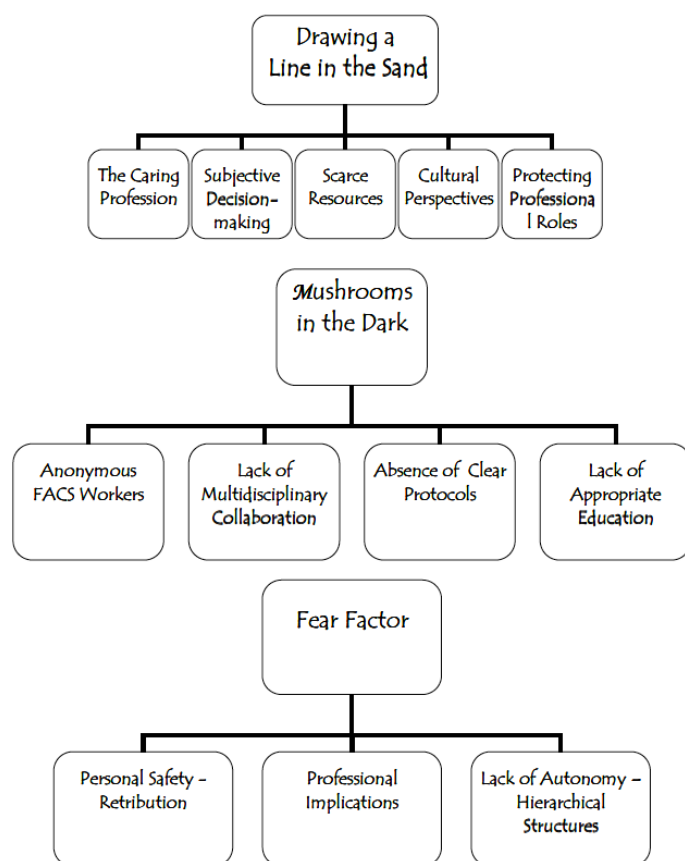 Drawing a
Line in the Sand
The Caring
Profession
Subjective
Decision-
making
Scarce
Resources
Cultural
Perspectives
Protecting
Professiona
l Roles
Mushrooms
in the Dark
Anonymous
FACS Workers
Lack of
Multidisciplinary
Collaboration
Absence of Clear
Protocols
Lack of
Appropriate
Education
Fear Factor
Personal Safety -
Retribution
Professional
Implications
Lack of Autonomy –
Hierarchical
Structures